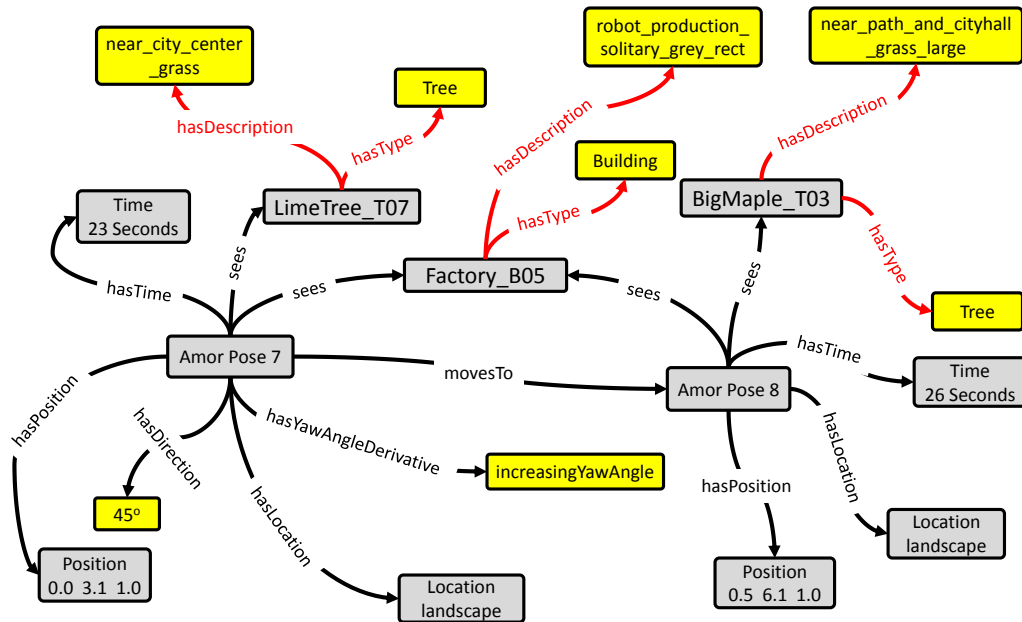 near_city_center
_grass
robot_production_
solitary_grey_rect
near_path_and_cityhall
_grass_large
Tree
hasDescription
hasType
hasDescription
hasDescription
Building
Time
23 Seconds
LimeTree_T07
hasType
BigMaple_T03
hasType
sees
hasTime
sees
Factory_B05
sees
sees
Tree
Amor Pose 7
movesTo
Amor Pose 8
hasTime
Time
26 Seconds
hasPosition
hasDirection
hasYawAngleDerivative
hasLocation
increasingYawAngle
hasPosition
hasLocation
45º
Position
0.0 3.1 1.0
Location
landscape
Position
0.5 6.1 1.0
Location
landscape